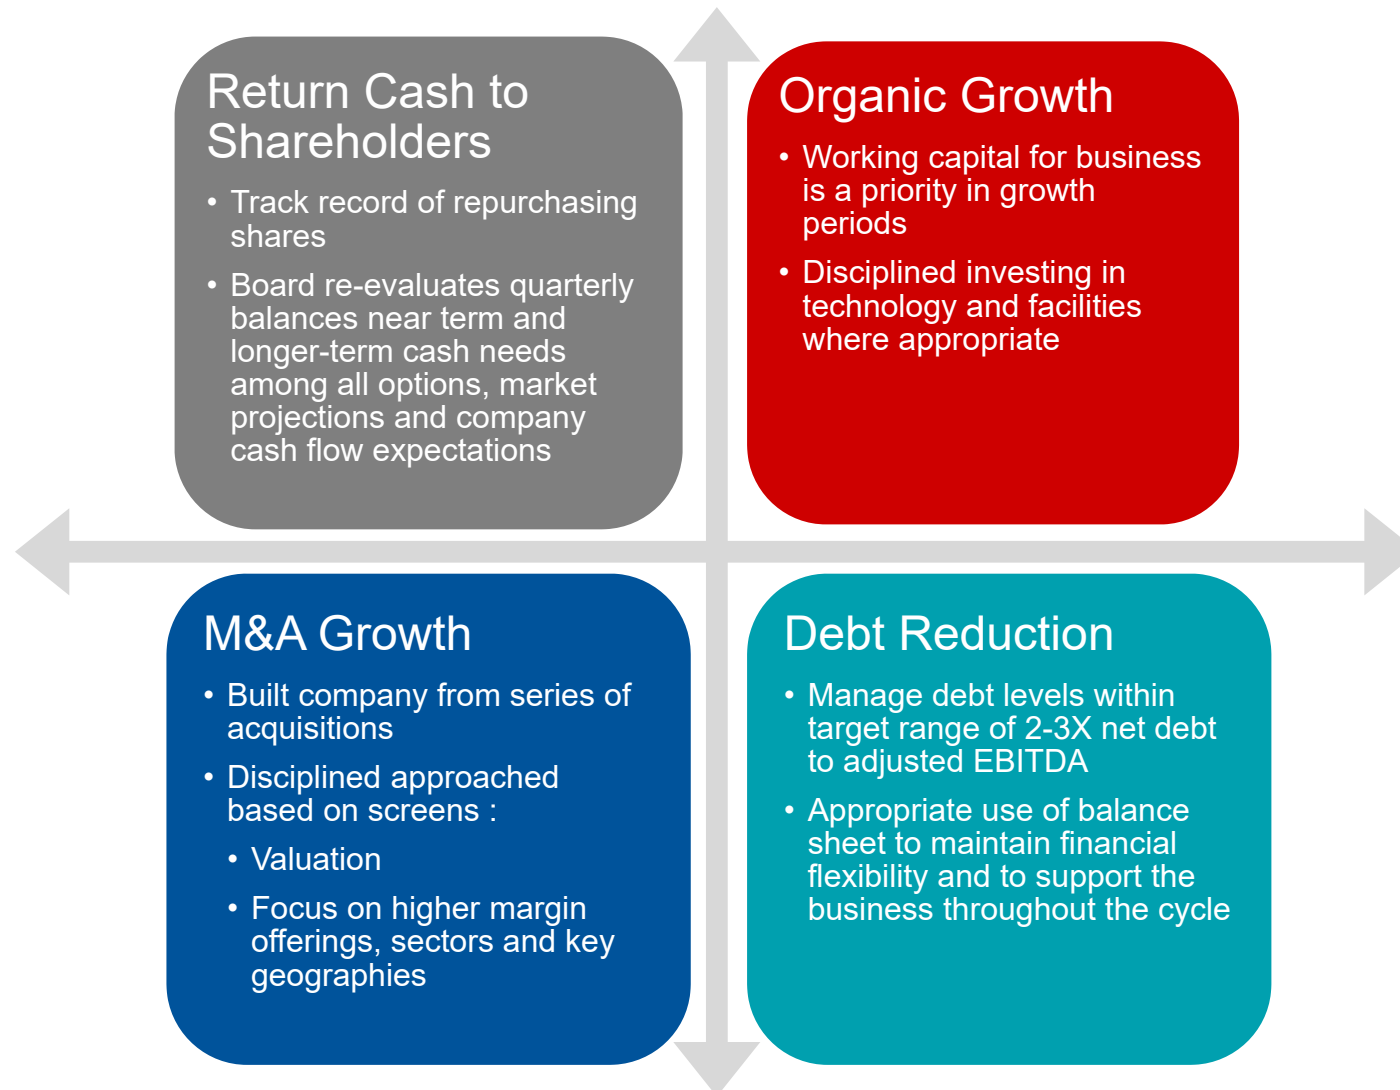 Return Cash to
Shareholders
• Track record of repurchasing
shares
• Board re-evaluates quarterly
balances near term and
longer-term cash needs
among all options, market
projections and company
cash flow expectations
Organic Growth
• Working capital for business
is a priority in growth
periods
• Disciplined investing in
technology and facilities
where appropriate
M&A Growth
• Built company from series of
acquisitions
• Disciplined approached
based on screens :
• Valuation
• Focus on higher margin
offerings, sectors and key
geographies
Debt Reduction
• Manage debt levels within
target range of 2-3X net debt
to adjusted EBITDA
• Appropriate use of balance
sheet to maintain financial
flexibility and to support the
business throughout the cycle